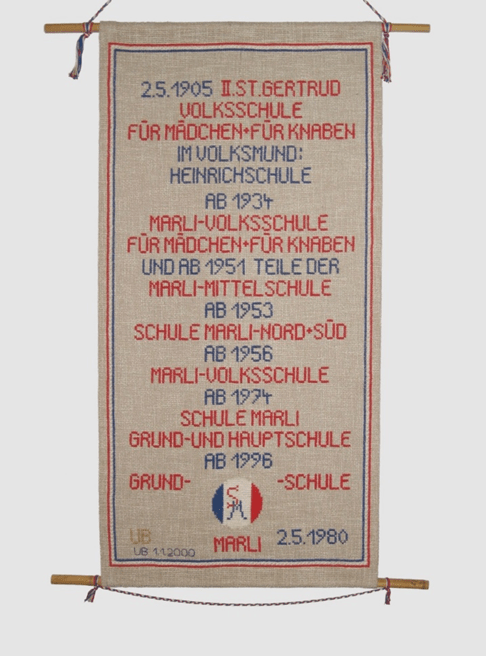 2.5.1905 II.ST.GERTRUD
VOLKSSCHULE
FÜR MÄDCHEN+FÜR KNABEN
IM VOLKSMUND:
HEINRICHSCHULE
AB 1934
MARLI-VOLKSSCHULE
FÜR MÄDCHEN+FÜR KNABEN
UND AB 1951 TEILE DER
MARLI-MITTELSCHULE
AB 1953
SCHULE MARLI-NORD+SÜD
AB 1956
MARLI-VOLKSSCHULE
AB 1974
SCHULE MARLI
GRUND-UND HAUPTSCHULE
AB 1996
GRUND- -SCHULE
SM
UB
UB 1.1.2000
MARLI
2.5.1980